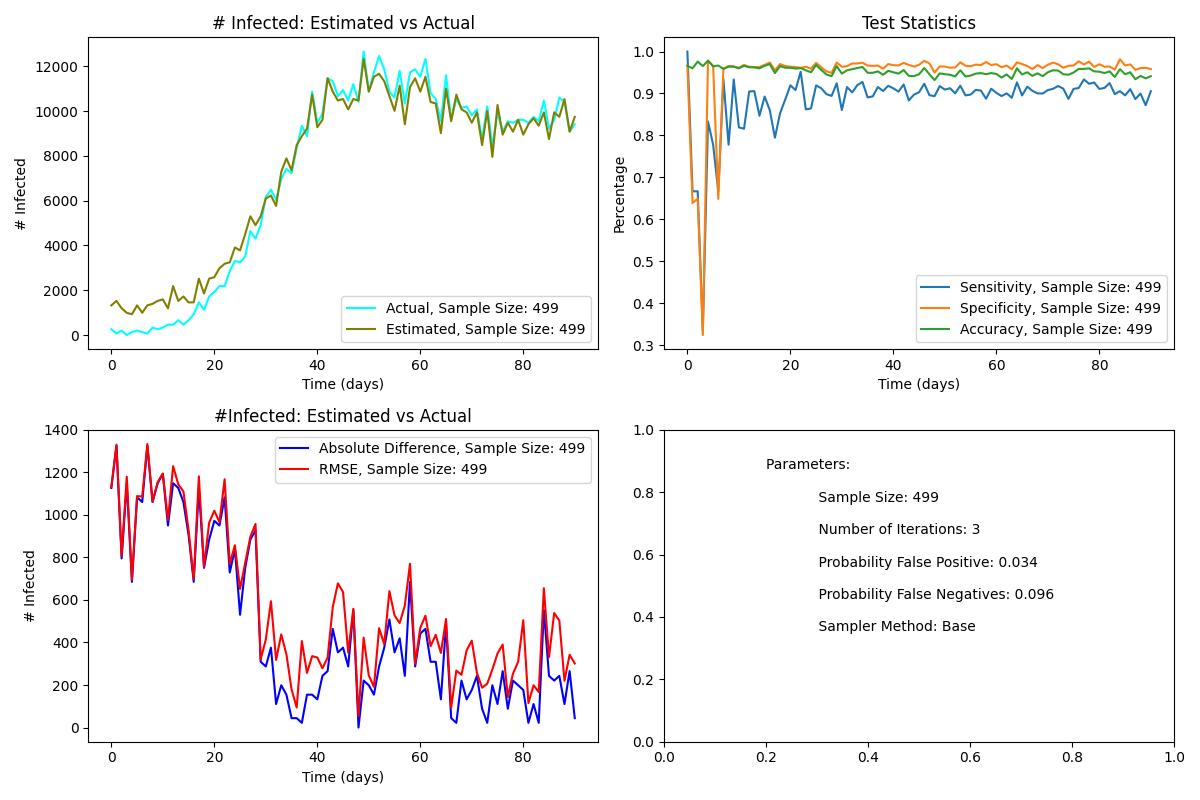 # Infected: Estimated vs Actual
# Infected
12000
10000
8000
6000
4000
2000
0
0 20 40 60 80
Time (days)
Actual, Sample Size: 499
Estimated, Sample Size: 499
Test Statistics
Percentage
1.0
0.9
0.8
0.7
0.6
0.5
0.4
0.3
0 20 40 60 80
Time (days)
Sensitivity, Sample Size: 499
Specificity, Sample Size: 499
Accuracy, Sample Size: 499
#Infected: Estimated vs Actual
# Infected
1400
1200
1000
800
600
400
200
0
0 20 40 60 80
Time (days)
Absolute Difference, Sample Size: 499
RMSE, Sample Size: 499
1.0
0.8
0.6
0.4
0.2
0.0
0.0 0.2 0.4 0.6 0.8 1.0
Parameters:
Sample Size: 499
Number of Iterations: 3
Probability False Positive: 0.034
Probability False Negatives: 0.096
Sampler Method: Base